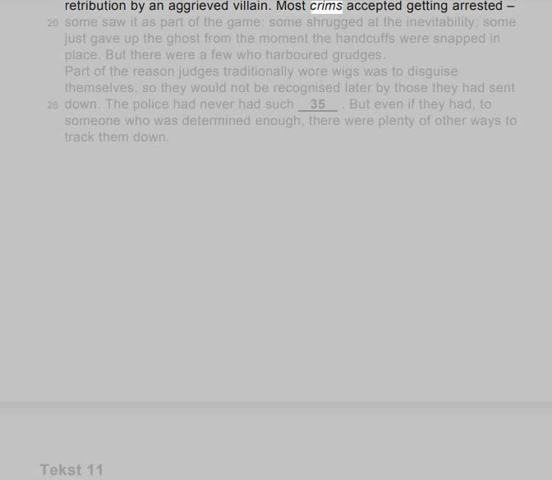 retribution by an aggrieved villain. Most crims accepted getting arrested –
20 some saw it as part of the game: some shrugged at the inevitability; some
just gave up the ghost from the moment the handcuffs were snapped in
place. But there were a few who harboured grudges.
Part of the reason judges traditionally wore wigs was to disguise
themselves, so they would not be recognised later by those they had sent
25 down. The police had never had such 35 . But even if they had, to
someone who was determined enough, there were plenty of other ways to
track them down.
Tekst 11